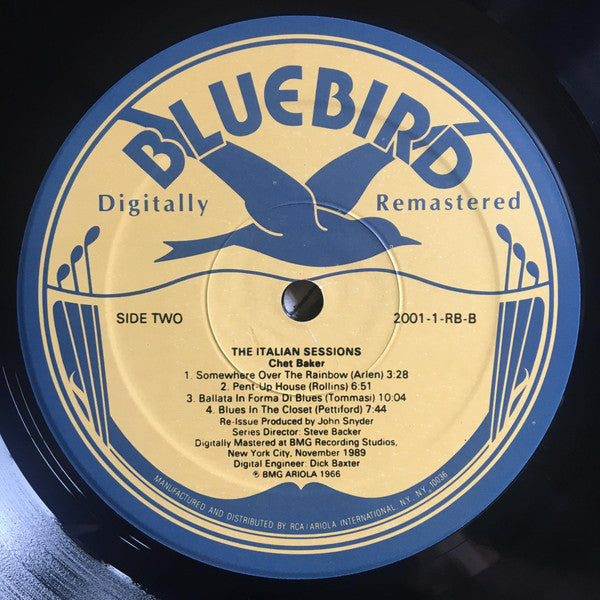 BLUEBIRD
Digitally Remastered
SIDE TWO
2001-1-RB-B
THE ITALIAN SESSIONS
Chet Baker
1. Somewhere Over The Rainbow (Arlen) 3:28
2. Pent-Up House (Rollins) 6:51
3. Ballata In Forma Di Blues (Tommasi) 10:04
4. Blues In The Closet (Pettiford) 7:44
Re-Issue Produced by John Snyder
Series Director: Steve Backer
Digitally Mastered at BMG Recording Studios,
New York City, November 1989
Digital Engineer: Dick Baxter
℗ BMG ARIOLA 1966
MANUFACTURED AND DISTRIBUTED BY RCA/ARIOLA INTERNATIONAL. N.Y., N.Y. 10036